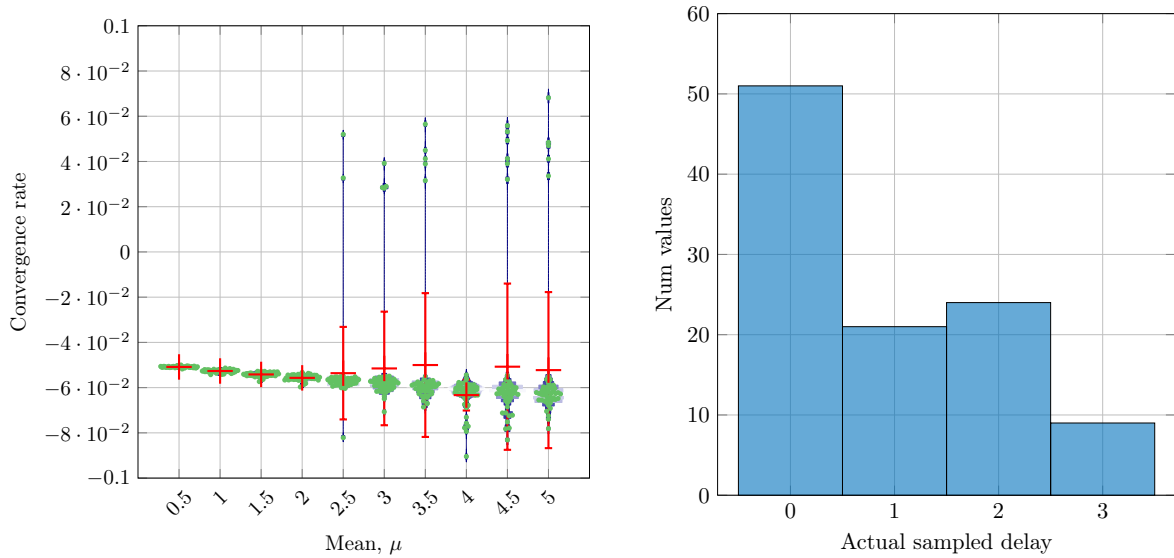 0.1
8 · 10⁻²
6 · 10⁻²
4 · 10⁻²
2 · 10⁻²
0
−2 · 10⁻²
−4 · 10⁻²
−6 · 10⁻²
−8 · 10⁻²
−0.1
Convergence rate
0.5 1 1.5 2 2.5 3 3.5 4 4.5 5
Mean, μ
60
50
40
30
20
10
0
Num values
0 1 2 3
Actual sampled delay